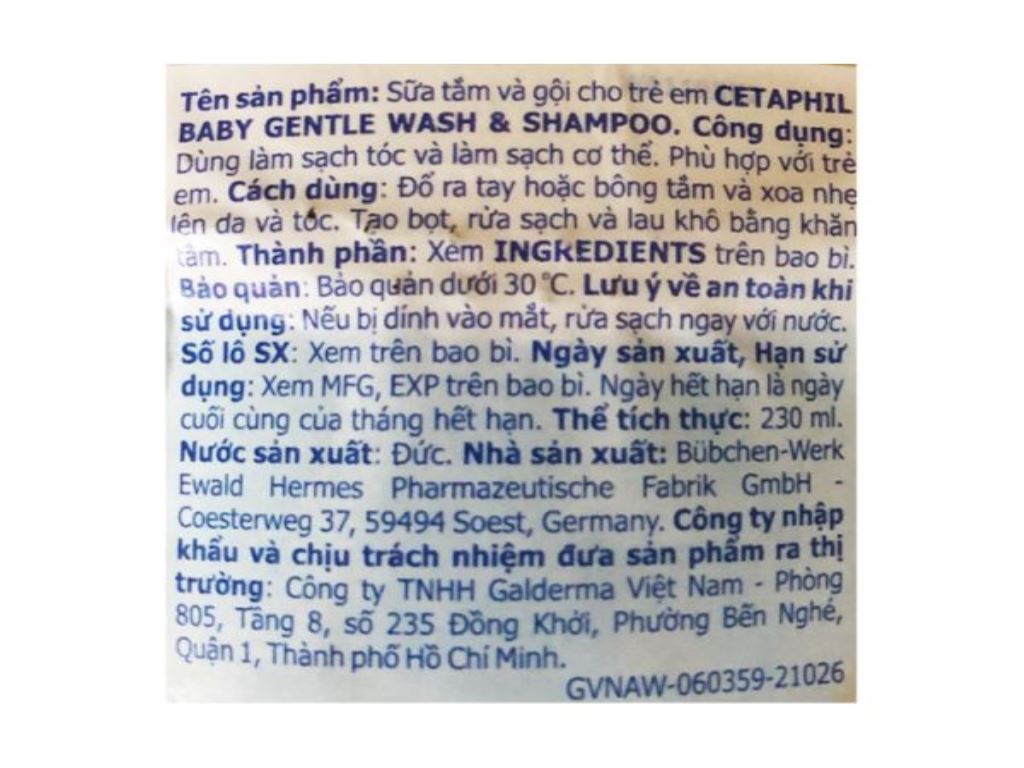 Tên sản phẩm: Sữa tắm và gội cho trẻ em CETAPHIL
BABY GENTLE WASH & SHAMPOO. Công dụng:
Dùng làm sạch tóc và làm sạch cơ thể. Phù hợp với trẻ
em. Cách dùng: Đổ ra tay hoặc bông tắm và xoa nhẹ
lên da và tóc. Tạo bọt, rửa sạch và lau khô bằng khăn
tắm. Thành phần: Xem INGREDIENTS trên bao bì.
Bảo quản: Bảo quản dưới 30 °C. Lưu ý về an toàn khi
sử dụng: Nếu bị dính vào mắt, rửa sạch ngay với nước.
Số lô SX: Xem trên bao bì. Ngày sản xuất, Hạn sử
dụng: Xem MFG, EXP trên bao bì. Ngày hết hạn là ngày
cuối cùng của tháng hết hạn. Thể tích thực: 230 ml.
Nước sản xuất: Đức. Nhà sản xuất: Bübchen-Werk
Ewald Hermes Pharmazeutische Fabrik GmbH -
Coesterweg 37, 59494 Soest, Germany. Công ty nhập
khẩu và chịu trách nhiệm đưa sản phẩm ra thị
trường: Công ty TNHH Galderma Việt Nam - Phòng
805, Tầng 8, số 235 Đồng Khởi, Phường Bến Nghé,
Quận 1, Thành phố Hồ Chí Minh.
GVNAW-060359-21026